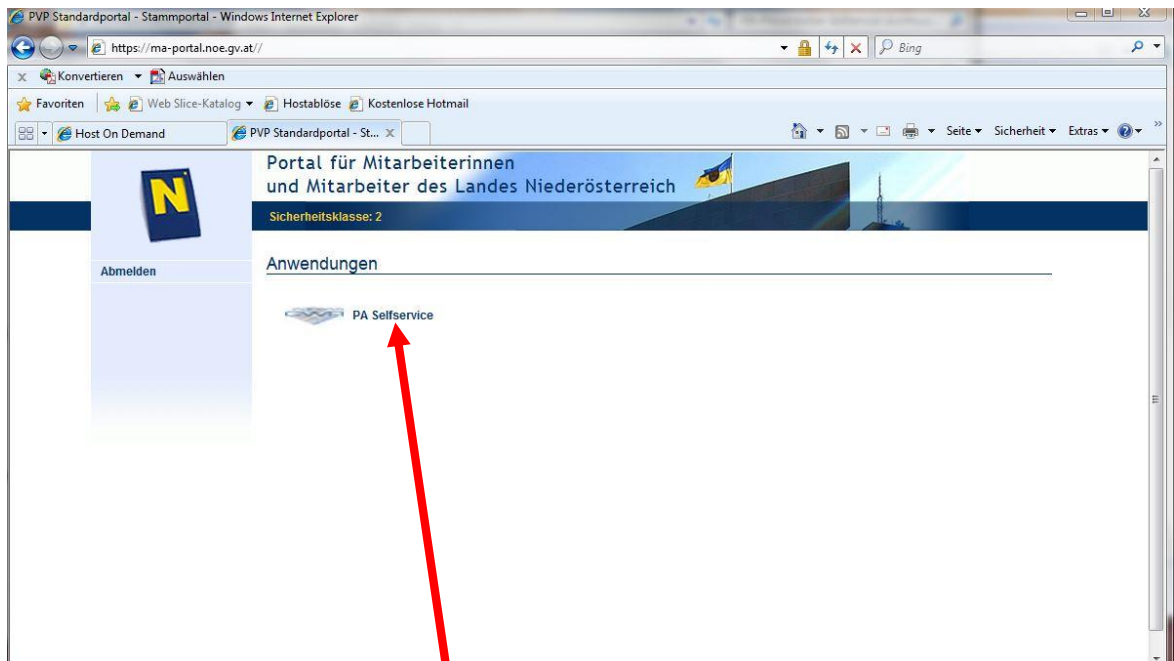 PVP Standardportal - Stammportal - Windows Internet Explorer
https://ma-portal.noe.gv.at//
Bing
x Konvertieren Auswählen
Favoriten Web Slice-Katalog Hostablöse Kostenlose Hotmail
Host On Demand PVP Standardportal - St... x Seite Sicherheit Extras
N
Portal für Mitarbeiterinnen
und Mitarbeiter des Landes Niederösterreich
Sicherheitsklasse: 2
Abmelden
Anwendungen
PA Selfservice